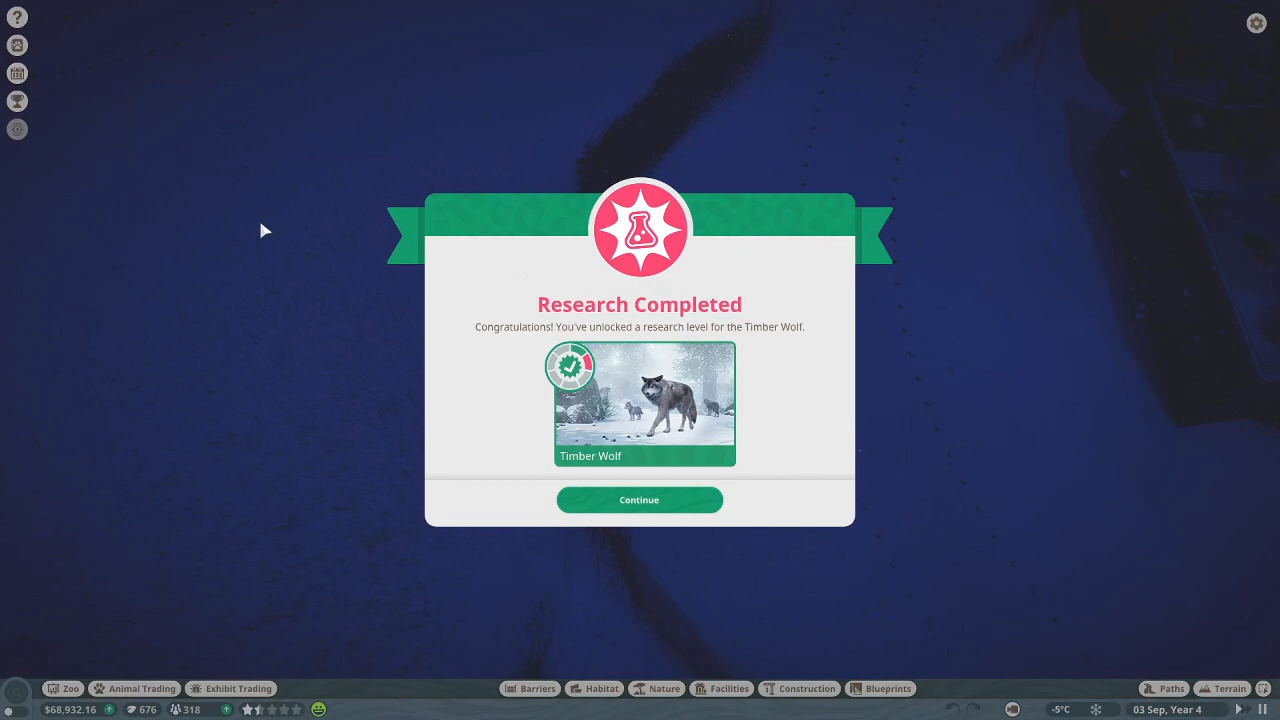 Research Completed
Congratulations! You've unlocked a research level for the Timber Wolf.
Timber Wolf
Continue
Zoo Animal Trading Exhibit Trading Barriers Habitat Nature Facilities Construction Blueprints Paths Terrain
$68,932.16 676 318 -5°C 03 Sep, Year 4